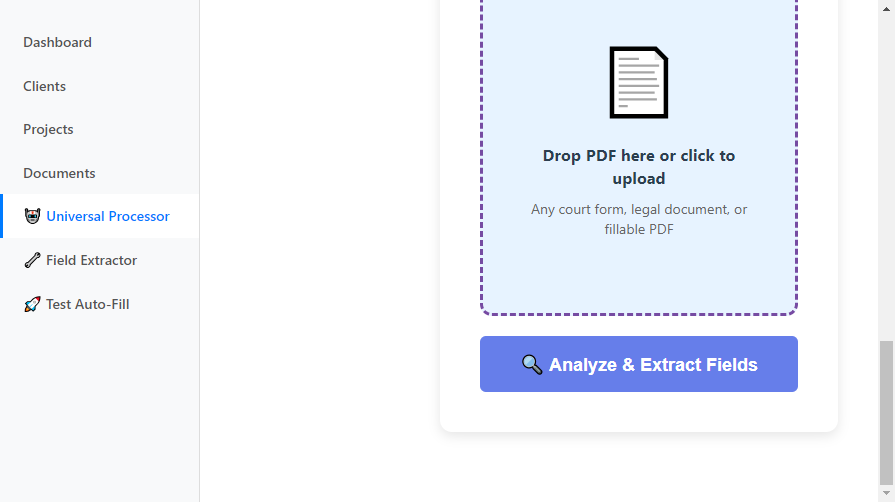 Dashboard
Clients
Projects
Documents
Universal Processor
Field Extractor
Test Auto-Fill
Drop PDF here or click to
upload
Any court form, legal document, or
fillable PDF
Analyze & Extract Fields